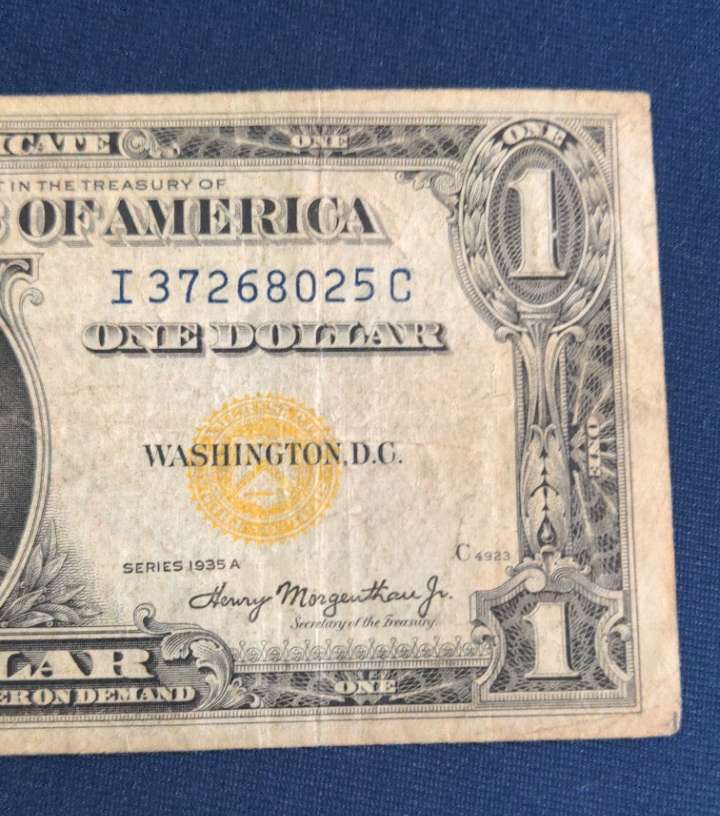 ICATE ONE
ONE
T IN THE TREASURY OF
OF AMERICA
1
I 37268025 C
ONE DOLLAR
ONE
WASHINGTON, D.C.
C 4923
SERIES 1935 A
Henry Morgenthau Jr.
Secretary of the Treasury.
1
LAR
ER ON DEMAND
ONE